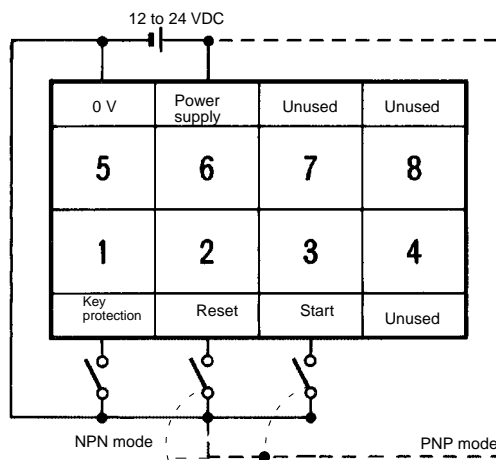 12 to 24 VDC
0 V
Power
supply
Unused
Unused
5
6
7
8
1
2
3
4
Key
protection
Reset
Start
Unused
NPN mode
PNP mode